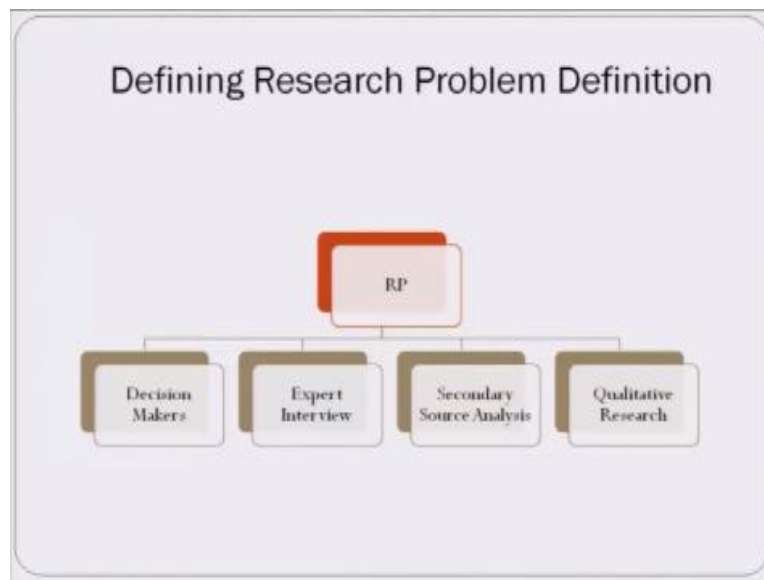 Defining Research Problem Definition
RP
Decision
Makers
Expert
Interview
Secondary
Source Analysis
Qualitative
Research